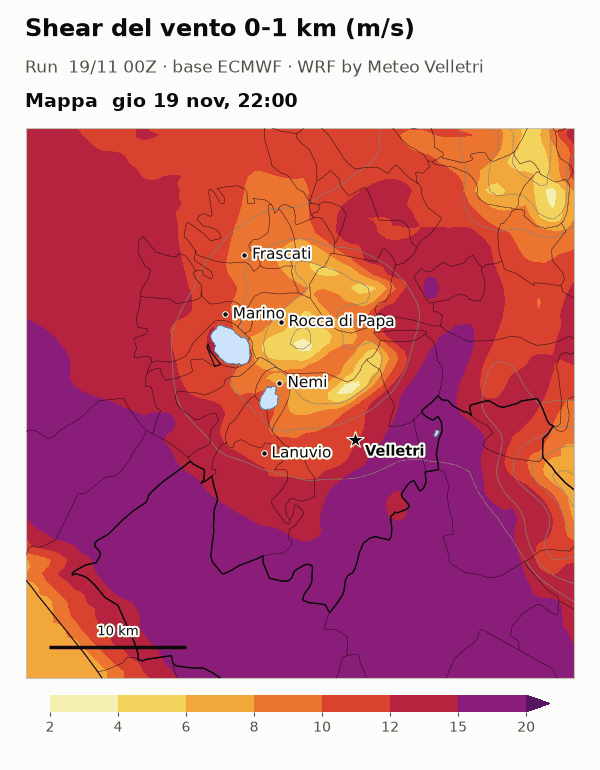 Shear del vento 0-1 km (m/s)
Run 19/11 00Z · base ECMWF · WRF by Meteo Velletri
Mappa gio 19 nov, 22:00
Frascati
Marino
Rocca di Papa
Nemi
Velletri
Lanuvio
10 km
2 4 6 8 10 12 15 20